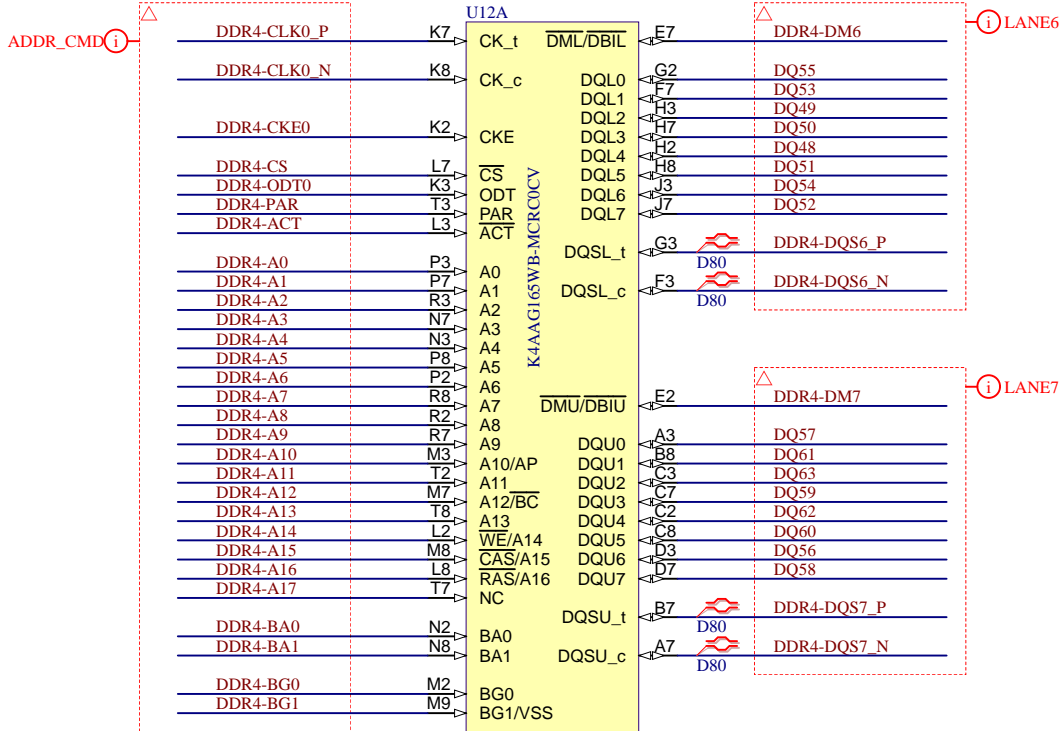 U12A
ADDR_CMD i
i LANE6
DDR4-CLK0_P K7 CK_t
DML/DBIL E7 DDR4-DM6
DDR4-CLK0_N K8 CK_c
DQL0 G2 DQ55
DQL1 F7 DQ53
DQL2 H3 DQ49
DDR4-CKE0 K2 CKE
DQL3 H7 DQ50
DQL4 H2 DQ48
DDR4-CS L7 CS
DQL5 H8 DQ51
DDR4-ODT0 K3 ODT
DQL6 J3 DQ54
DDR4-PAR T3 PAR
DQL7 J7 DQ52
DDR4-ACT L3 ACT
DQSL_t G3 D80 DDR4-DQS6_P
DDR4-A0 P3 A0
DDR4-A1 P7 A1
DQSL_c F3 D80 DDR4-DQS6_N
DDR4-A2 R3 A2
DDR4-A3 N7 A3
DDR4-A4 N3 A4
DDR4-A5 P8 A5
DDR4-A6 P2 A6
K4AAG165WB-MCRC0CV
i LANE7
DDR4-A7 R8 A7
DMU/DBIU E2 DDR4-DM7
DDR4-A8 R2 A8
DDR4-A9 R7 A9
DQU0 A3 DQ57
DDR4-A10 M3 A10/AP
DQU1 B8 DQ61
DDR4-A11 T2 A11
DQU2 C3 DQ63
DDR4-A12 M7 A12/BC
DQU3 C7 DQ59
DDR4-A13 T8 A13
DQU4 C2 DQ62
DDR4-A14 L2 WE/A14
DQU5 C8 DQ60
DDR4-A15 M8 CAS/A15
DQU6 D3 DQ56
DDR4-A16 L8 RAS/A16
DQU7 D7 DQ58
DDR4-A17 T7 NC
DQSU_t B7 D80 DDR4-DQS7_P
DDR4-BA0 N2 BA0
DDR4-BA1 N8 BA1
DQSU_c A7 D80 DDR4-DQS7_N
DDR4-BG0 M2 BG0
DDR4-BG1 M9 BG1/VSS